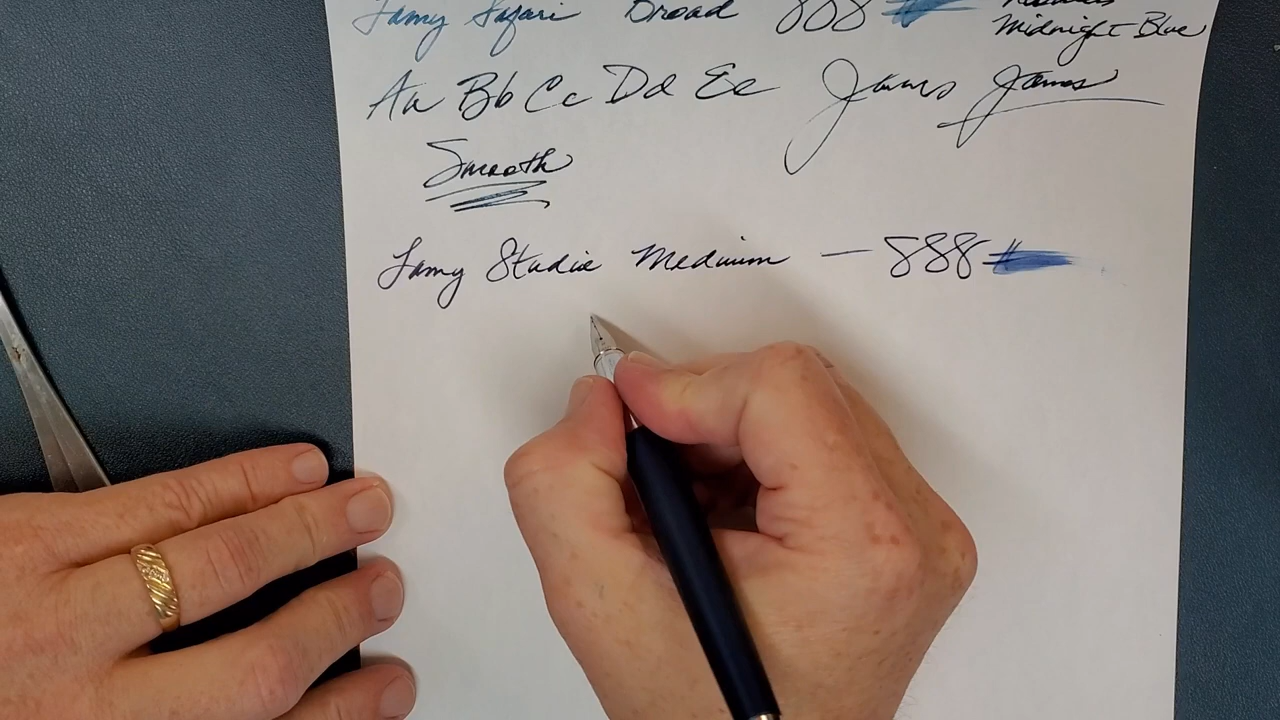 Lamy Safari Broad 888
Midnight Blue
Aa Bb Cc Dd Ee James James
Smooth
Lamy Studio Medium — 888